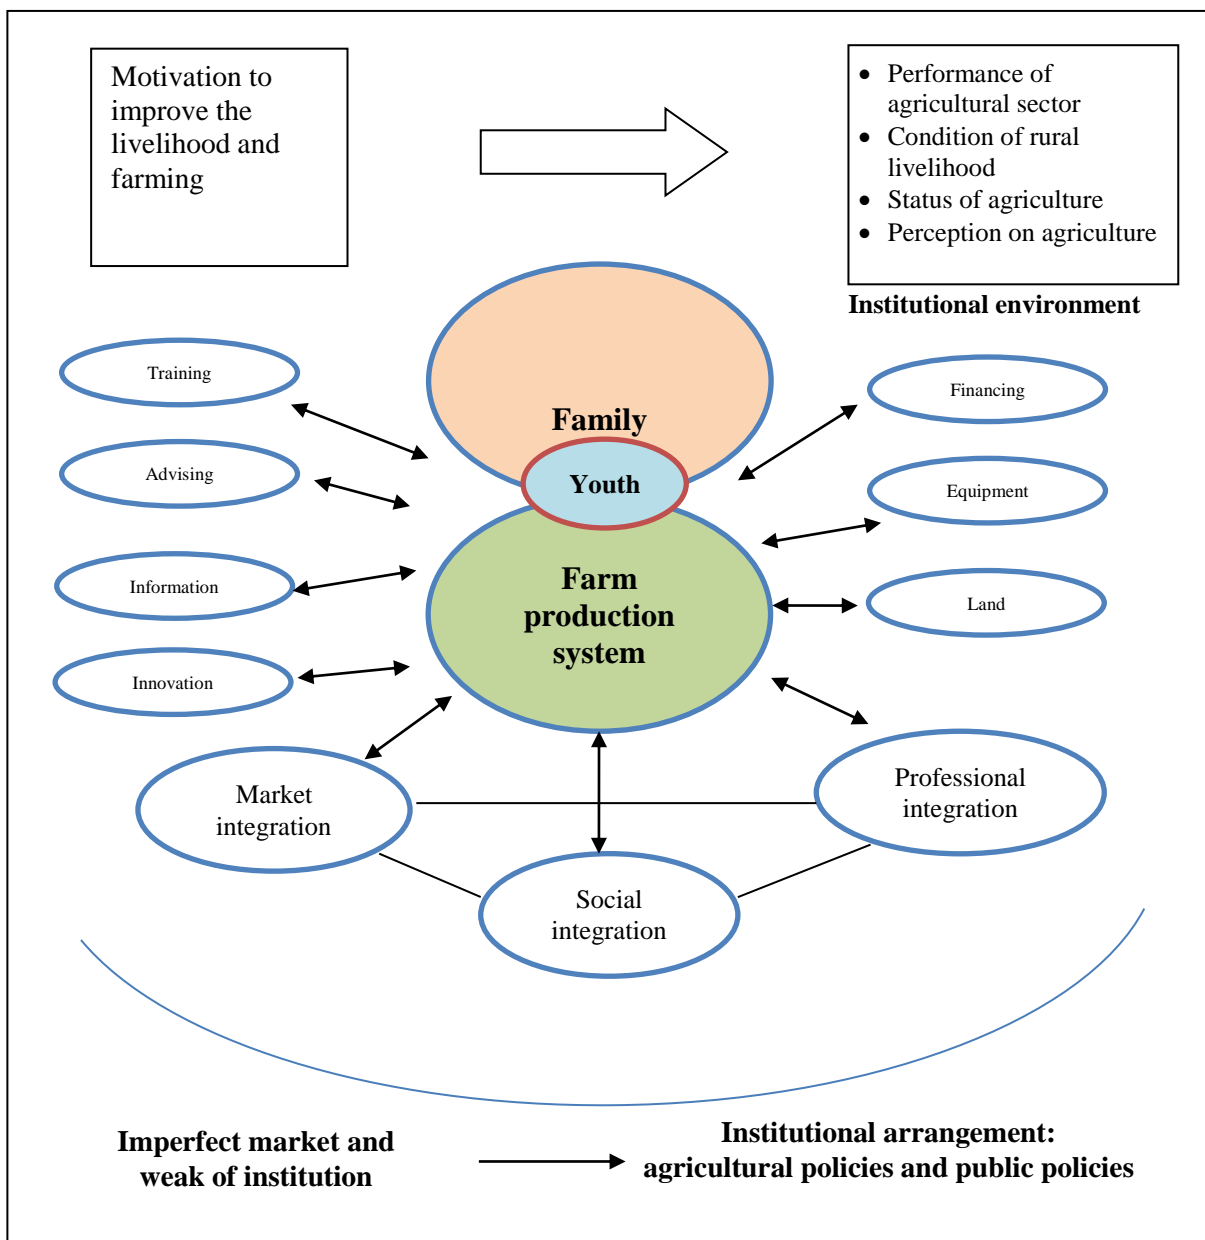 Motivation to
improve the
livelihood and
farming
• Performance of
agricultural sector
• Condition of rural
livelihood
• Status of agriculture
• Perception on agriculture
Institutional environment
Training
Advising
Information
Innovation
Family
Youth
Farm
production
system
Financing
Equipment
Land
Market
integration
Professional
integration
Social
integration
Imperfect market and
weak of institution
Institutional arrangement:
agricultural policies and public policies